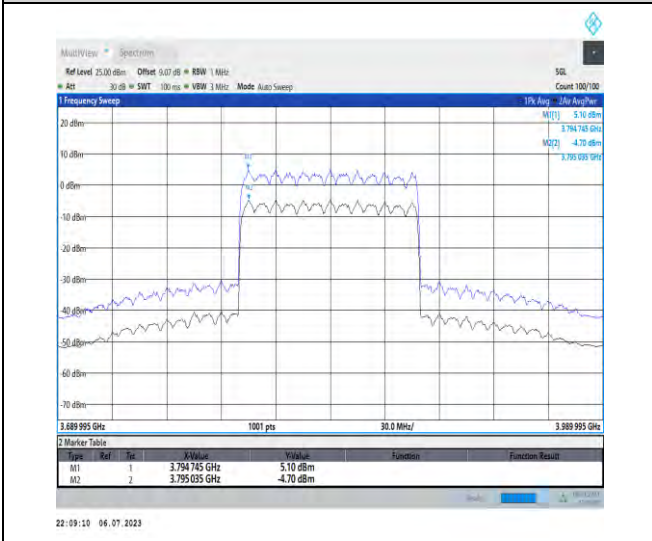 MultiView Spectrum
Ref Level 25.00 dBm Offset 9.07 dB RBW 1 MHz SGL
Att 30 dB SWT 100 ms VBW 3 MHz Mode Auto Sweep Count 100/100
1 Frequency Sweep 1Pk Avg 2Av AvgPwr
M1[1] 5.10 dBm
3.794 745 GHz
M2[2] -4.70 dBm
3.795 035 GHz
20 dBm
10 dBm
M1
0 dBm
M2
-10 dBm
-20 dBm
-30 dBm
-40 dBm
-50 dBm
-60 dBm
-70 dBm
3.689 995 GHz 1001 pts 30.0 MHz/ 3.989 995 GHz
2 Marker Table
Type Ref Trc X-Value Y-Value Function Function Result
M1 1 3.794 745 GHz 5.10 dBm
M2 2 3.795 035 GHz -4.70 dBm
Ready
22:09:10 06.07.2023